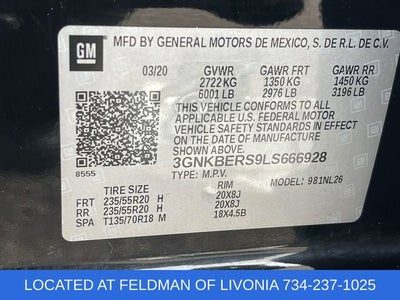 GM
MFD BY GENERAL MOTORS DE MEXICO, S. DE R.L. DE C.V.
03/20 GVWR GAWR FRT GAWR RR
2722 KG 1350 KG 1450 KG
6001 LB 2976 LB 3196 LB
THIS VEHICLE CONFORMS TO ALL
APPLICABLE U.S. FEDERAL MOTOR
VEHICLE SAFETY AND THEFT PREVENTION
STANDARDS IN EFFECT ON THE DATE OF
MANUFACTURE SHOWN ABOVE.
3GNKBERS9LS666928
8555 TYPE: M.P.V. MODEL: 981NL26
TIRE SIZE RIM
FRT 235/55R20 H 20X8J
RR 235/55R20 H 20X8J
SPA T135/70R18 M 18X4.5B
LOCATED AT FELDMAN OF LIVONIA 734-237-1025